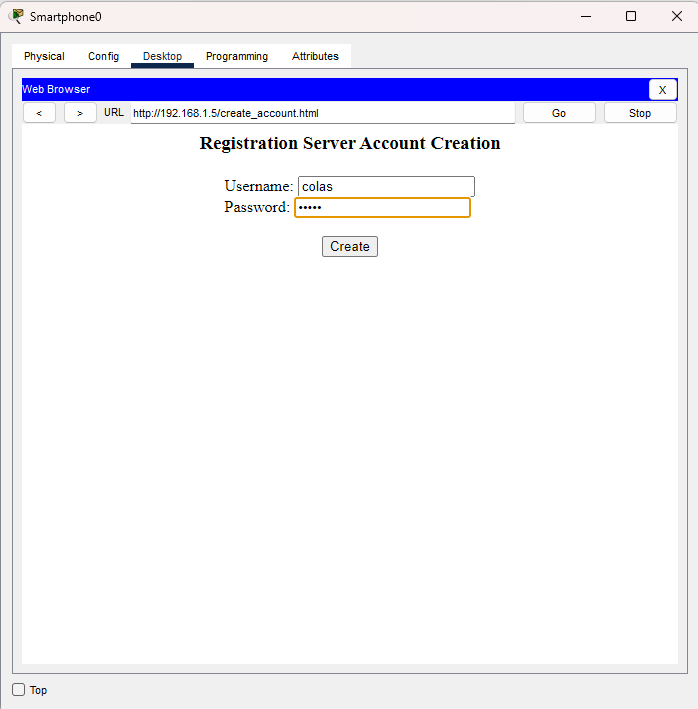 Smartphone0
Physical Config Desktop Programming Attributes
Web Browser X
< > URL http://192.168.1.5/create_account.html Go Stop
Registration Server Account Creation
Username: colas
Password: •••••
Create
Top